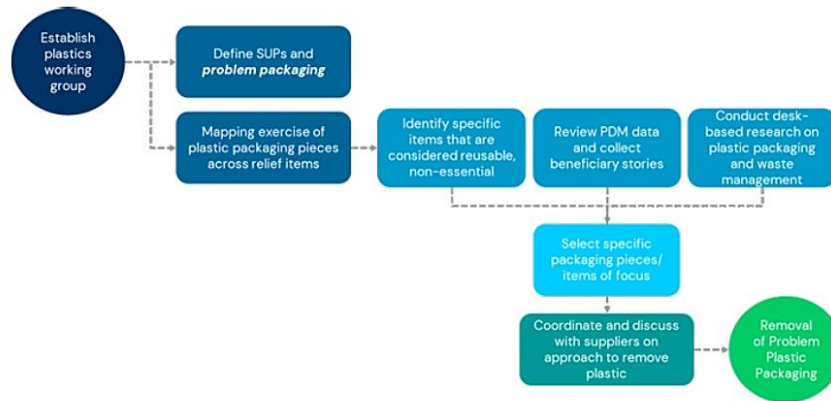 Establish
plastics
working
group
Define SUPs and
problem packaging
Mapping exercise of
plastic packaging pieces
across relief items
Identify specific
items that are
considered reusable,
non-essential
Review PDM data
and collect
beneficiary stories
Conduct desk-
based research on
plastic packaging
and waste
management
Select specific
packaging pieces/
items of focus
Coordinate and discuss
with suppliers on
approach to remove
plastic
Removal
of Problem
Plastic
Packaging